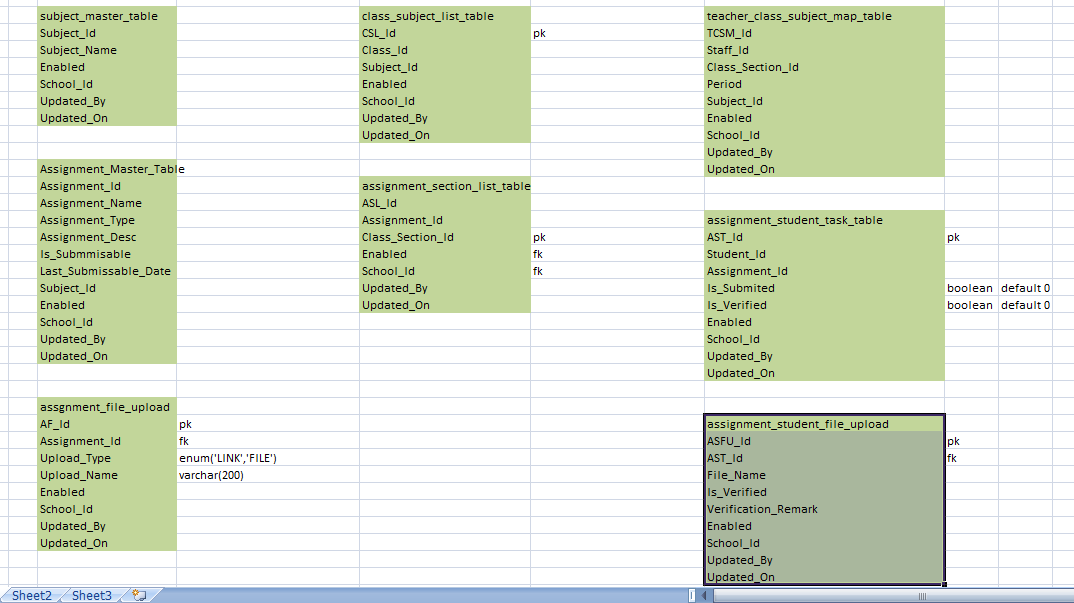 subject_master_table
Subject_Id
Subject_Name
Enabled
School_Id
Updated_By
Updated_On
class_subject_list_table
CSL_Id pk
Class_Id
Subject_Id
Enabled
School_Id
Updated_By
Updated_On
teacher_class_subject_map_table
TCSM_Id
Staff_Id
Class_Section_Id
Period
Subject_Id
Enabled
School_Id
Updated_By
Updated_On
Assignment_Master_Table
Assignment_Id
Assignment_Name
Assignment_Type
Assignment_Desc
Is_Submmisable
Last_Submissable_Date
Subject_Id
Enabled
School_Id
Updated_By
Updated_On
assignment_section_list_table
ASL_Id
Assignment_Id
Class_Section_Id pk
Enabled fk
School_Id fk
Updated_By
Updated_On
assignment_student_task_table
AST_Id pk
Student_Id
Assignment_Id
Is_Submited boolean default 0
Is_Verified boolean default 0
Enabled
School_Id
Updated_By
Updated_On
assgnment_file_upload
AF_Id pk
Assignment_Id fk
Upload_Type enum('LINK','FILE')
Upload_Name varchar(200)
Enabled
School_Id
Updated_By
Updated_On
assignment_student_file_upload
ASFU_Id pk
AST_Id fk
File_Name
Is_Verified
Verification_Remark
Enabled
School_Id
Updated_By
Updated_On
Sheet2 Sheet3